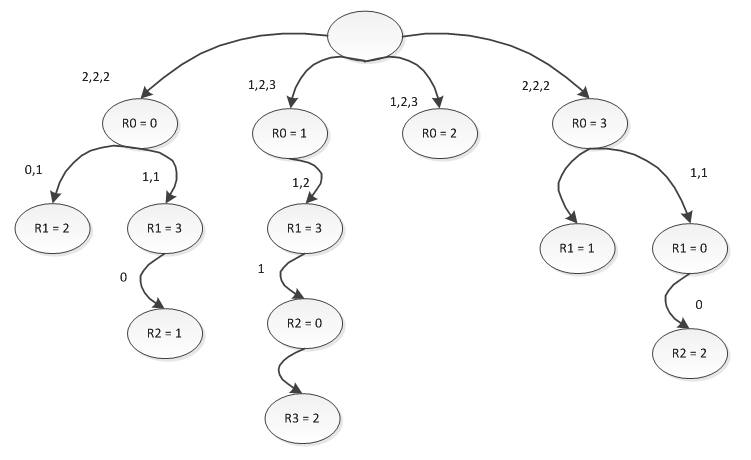 2,2,2
1,2,3
1,2,3
2,2,2
R0 = 0
R0 = 1
R0 = 2
R0 = 3
0,1
1,1
1,2
1,1
R1 = 2
R1 = 3
R1 = 3
R1 = 1
R1 = 0
0
1
0
R2 = 1
R2 = 0
R2 = 2
R3 = 2